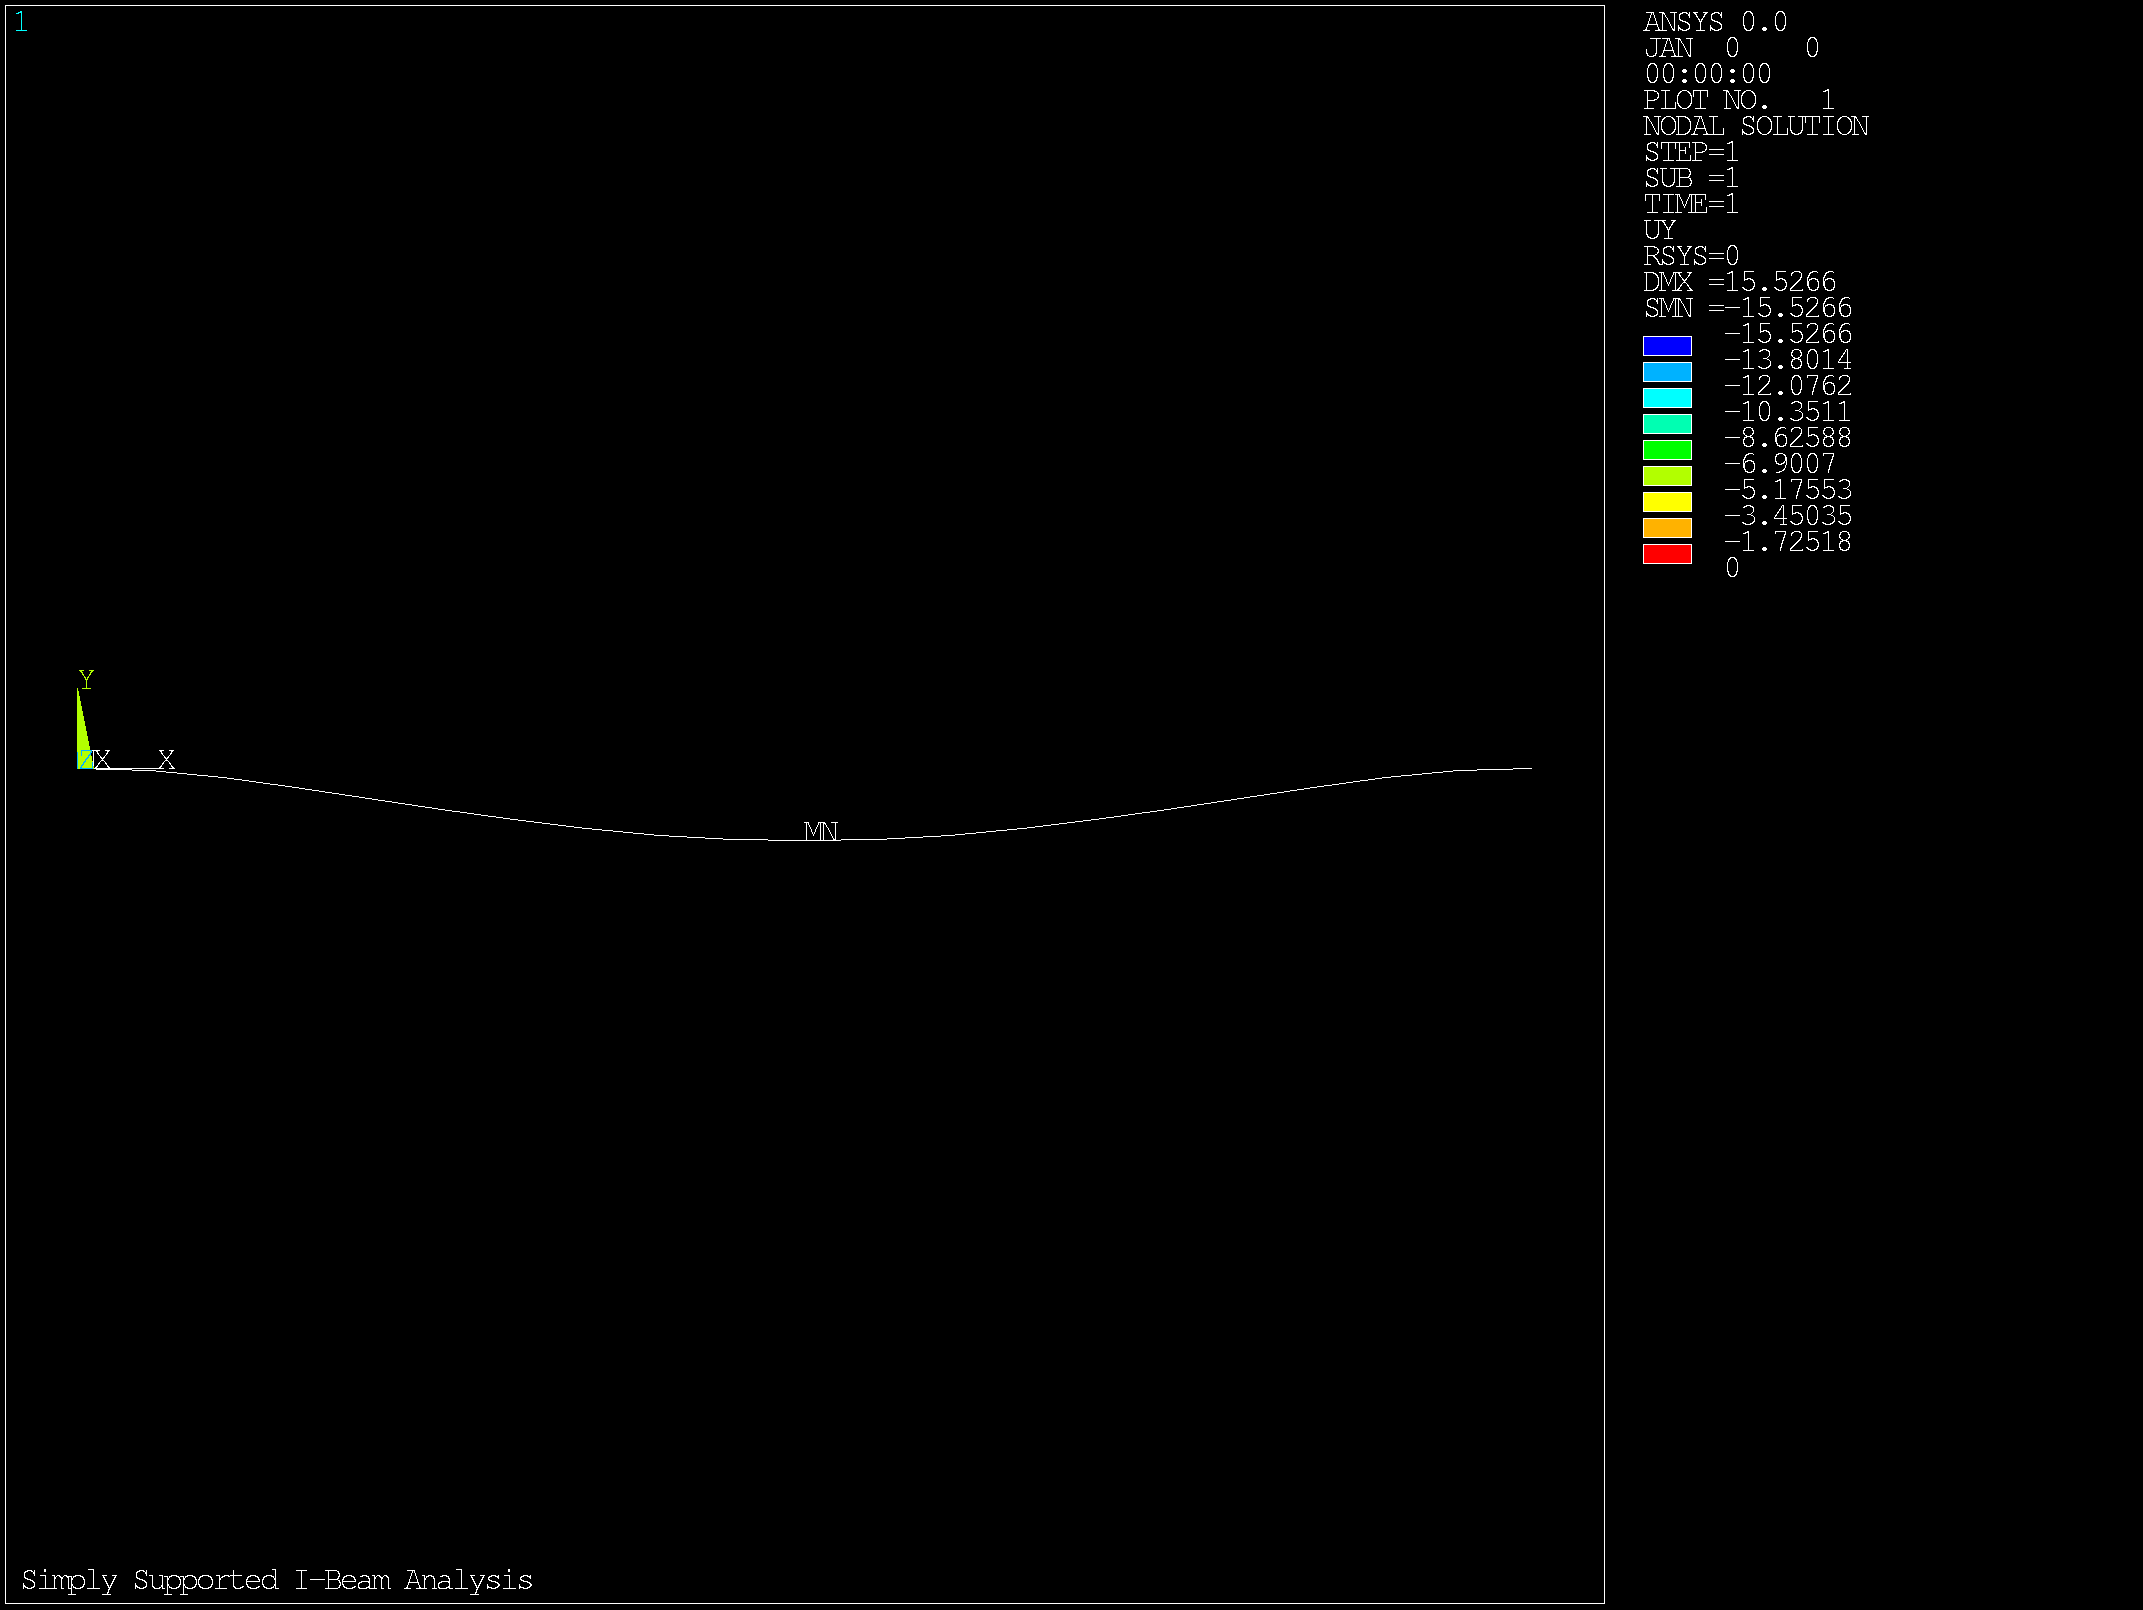 1
ANSYS 0.0
JAN 0 0
00:00:00
PLOT NO. 1
NODAL SOLUTION
STEP=1
SUB =1
TIME=1
UY
RSYS=0
DMX =15.5266
SMN =-15.5266
-15.5266
-13.8014
-12.0762
-10.3511
-8.62588
-6.9007
-5.17553
-3.45035
-1.72518
0
Y
Z X X
MN
Simply Supported I-Beam Analysis